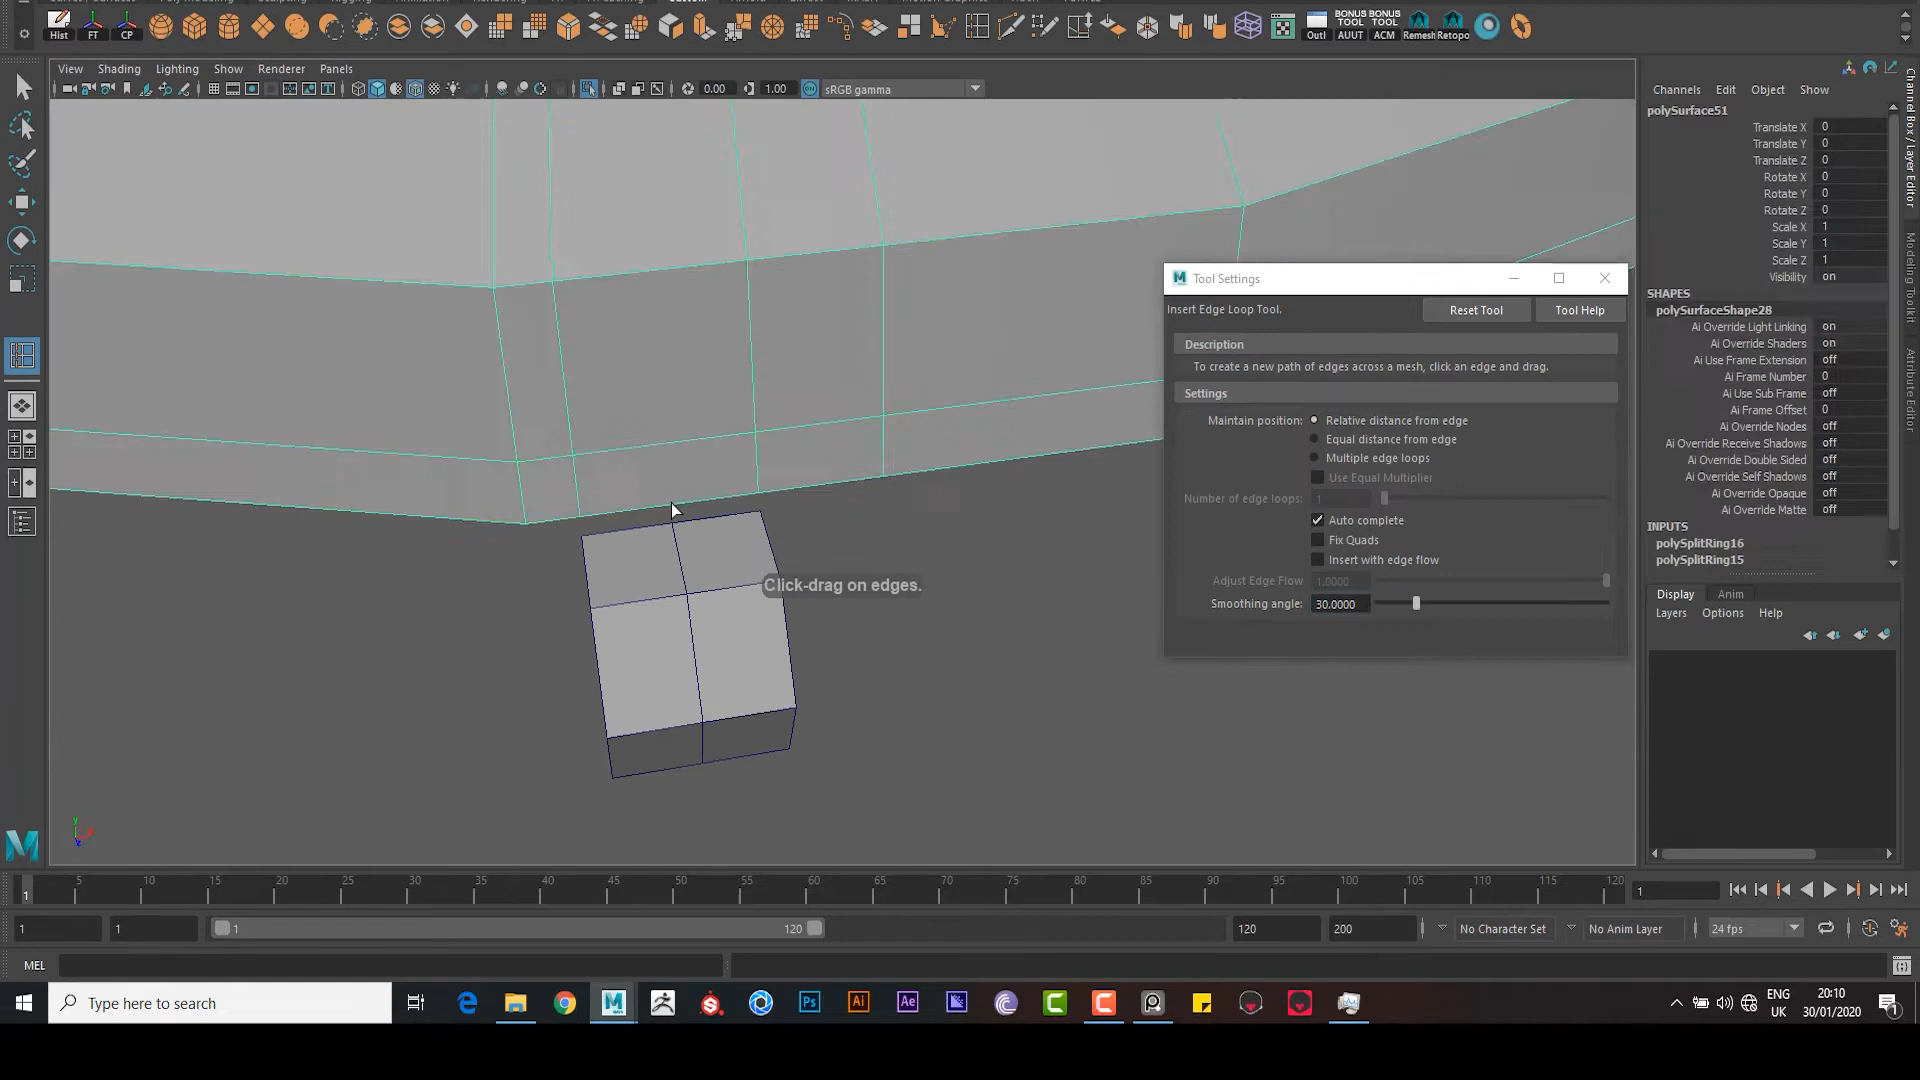 Hist
FT
CP
BONUS BONUS
TOOL TOOL
Outl AUUT ACM Remesh Retopo
View Shading Lighting Show Renderer Panels
0.00 1.00 sRGB gamma
Channels Edit Object Show
polySurface51
Translate X 0
Translate Y 0
Translate Z 0
Rotate X 0
Rotate Y 0
Rotate Z 0
Scale X 1
Scale Y 1
Scale Z 1
Visibility on
SHAPES
polySurfaceShape28
Ai Override Light Linking on
Ai Override Shaders on
Ai Use Frame Extension off
Ai Frame Number 0
Ai Use Sub Frame off
Ai Frame Offset 0
Ai Override Nodes off
Ai Override Receive Shadows off
Ai Override Double Sided off
Ai Override Self Shadows off
Ai Override Opaque off
Ai Override Matte off
INPUTS
polySplitRing16
polySplitRing15
Channel Box / Layer Editor
Modeling Toolkit
Attribute Editor
Display Anim
Layers Options Help
Tool Settings
Insert Edge Loop Tool. Reset Tool Tool Help
Description
To create a new path of edges across a mesh, click an edge and drag.
Settings
Maintain position: Relative distance from edge
Equal distance from edge
Multiple edge loops
Use Equal Multiplier
Number of edge loops: 1
Auto complete
Fix Quads
Insert with edge flow
Adjust Edge Flow 1.0000
Smoothing angle: 30.0000
Click-drag on edges.
1 5 10 15 20 25 30 35 40 45 50 55 60 65 70 75 80 85 90 95 100 105 110 115 120 1
1 1 1 120 120 200 No Character Set No Anim Layer 24 fps
MEL
Type here to search
ENG
UK
20:10
30/01/2020